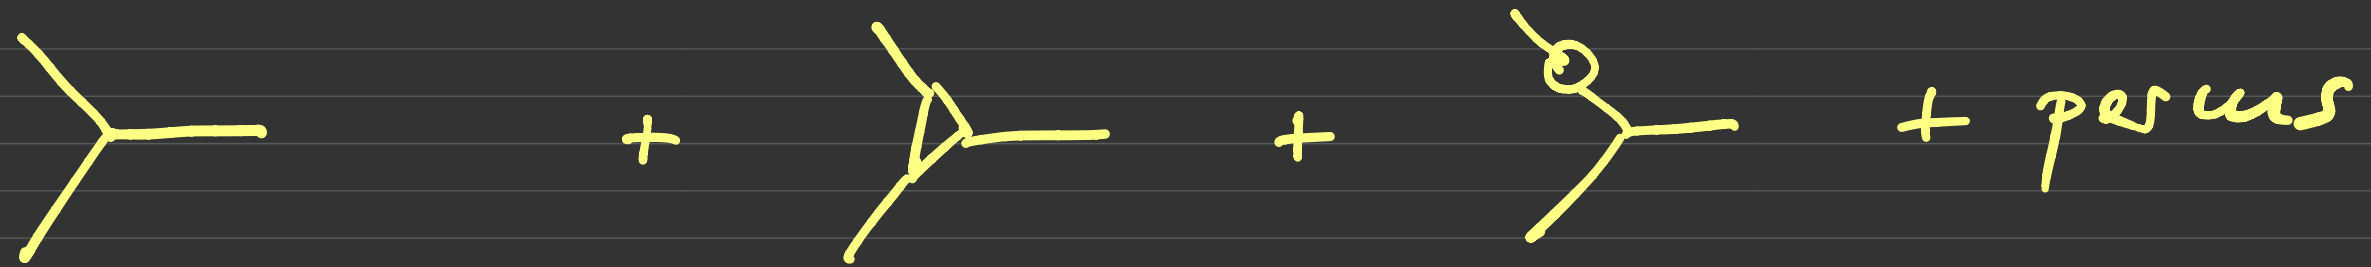 + + + perms